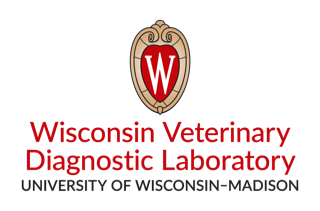 W
Wisconsin Veterinary
Diagnostic Laboratory
UNIVERSITY OF WISCONSIN–MADISON